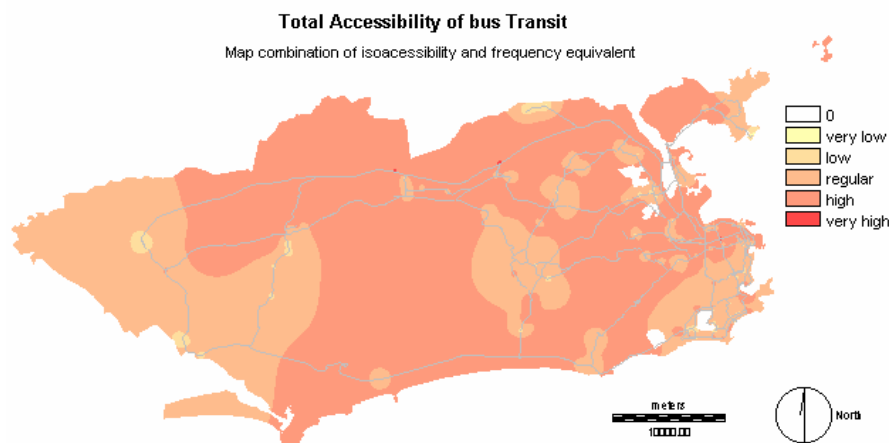 Total Accessibility of bus Transit
Map combination of isoacessibility and frequency equivalent
0
very low
low
regular
high
very high
meters
10000.00
North